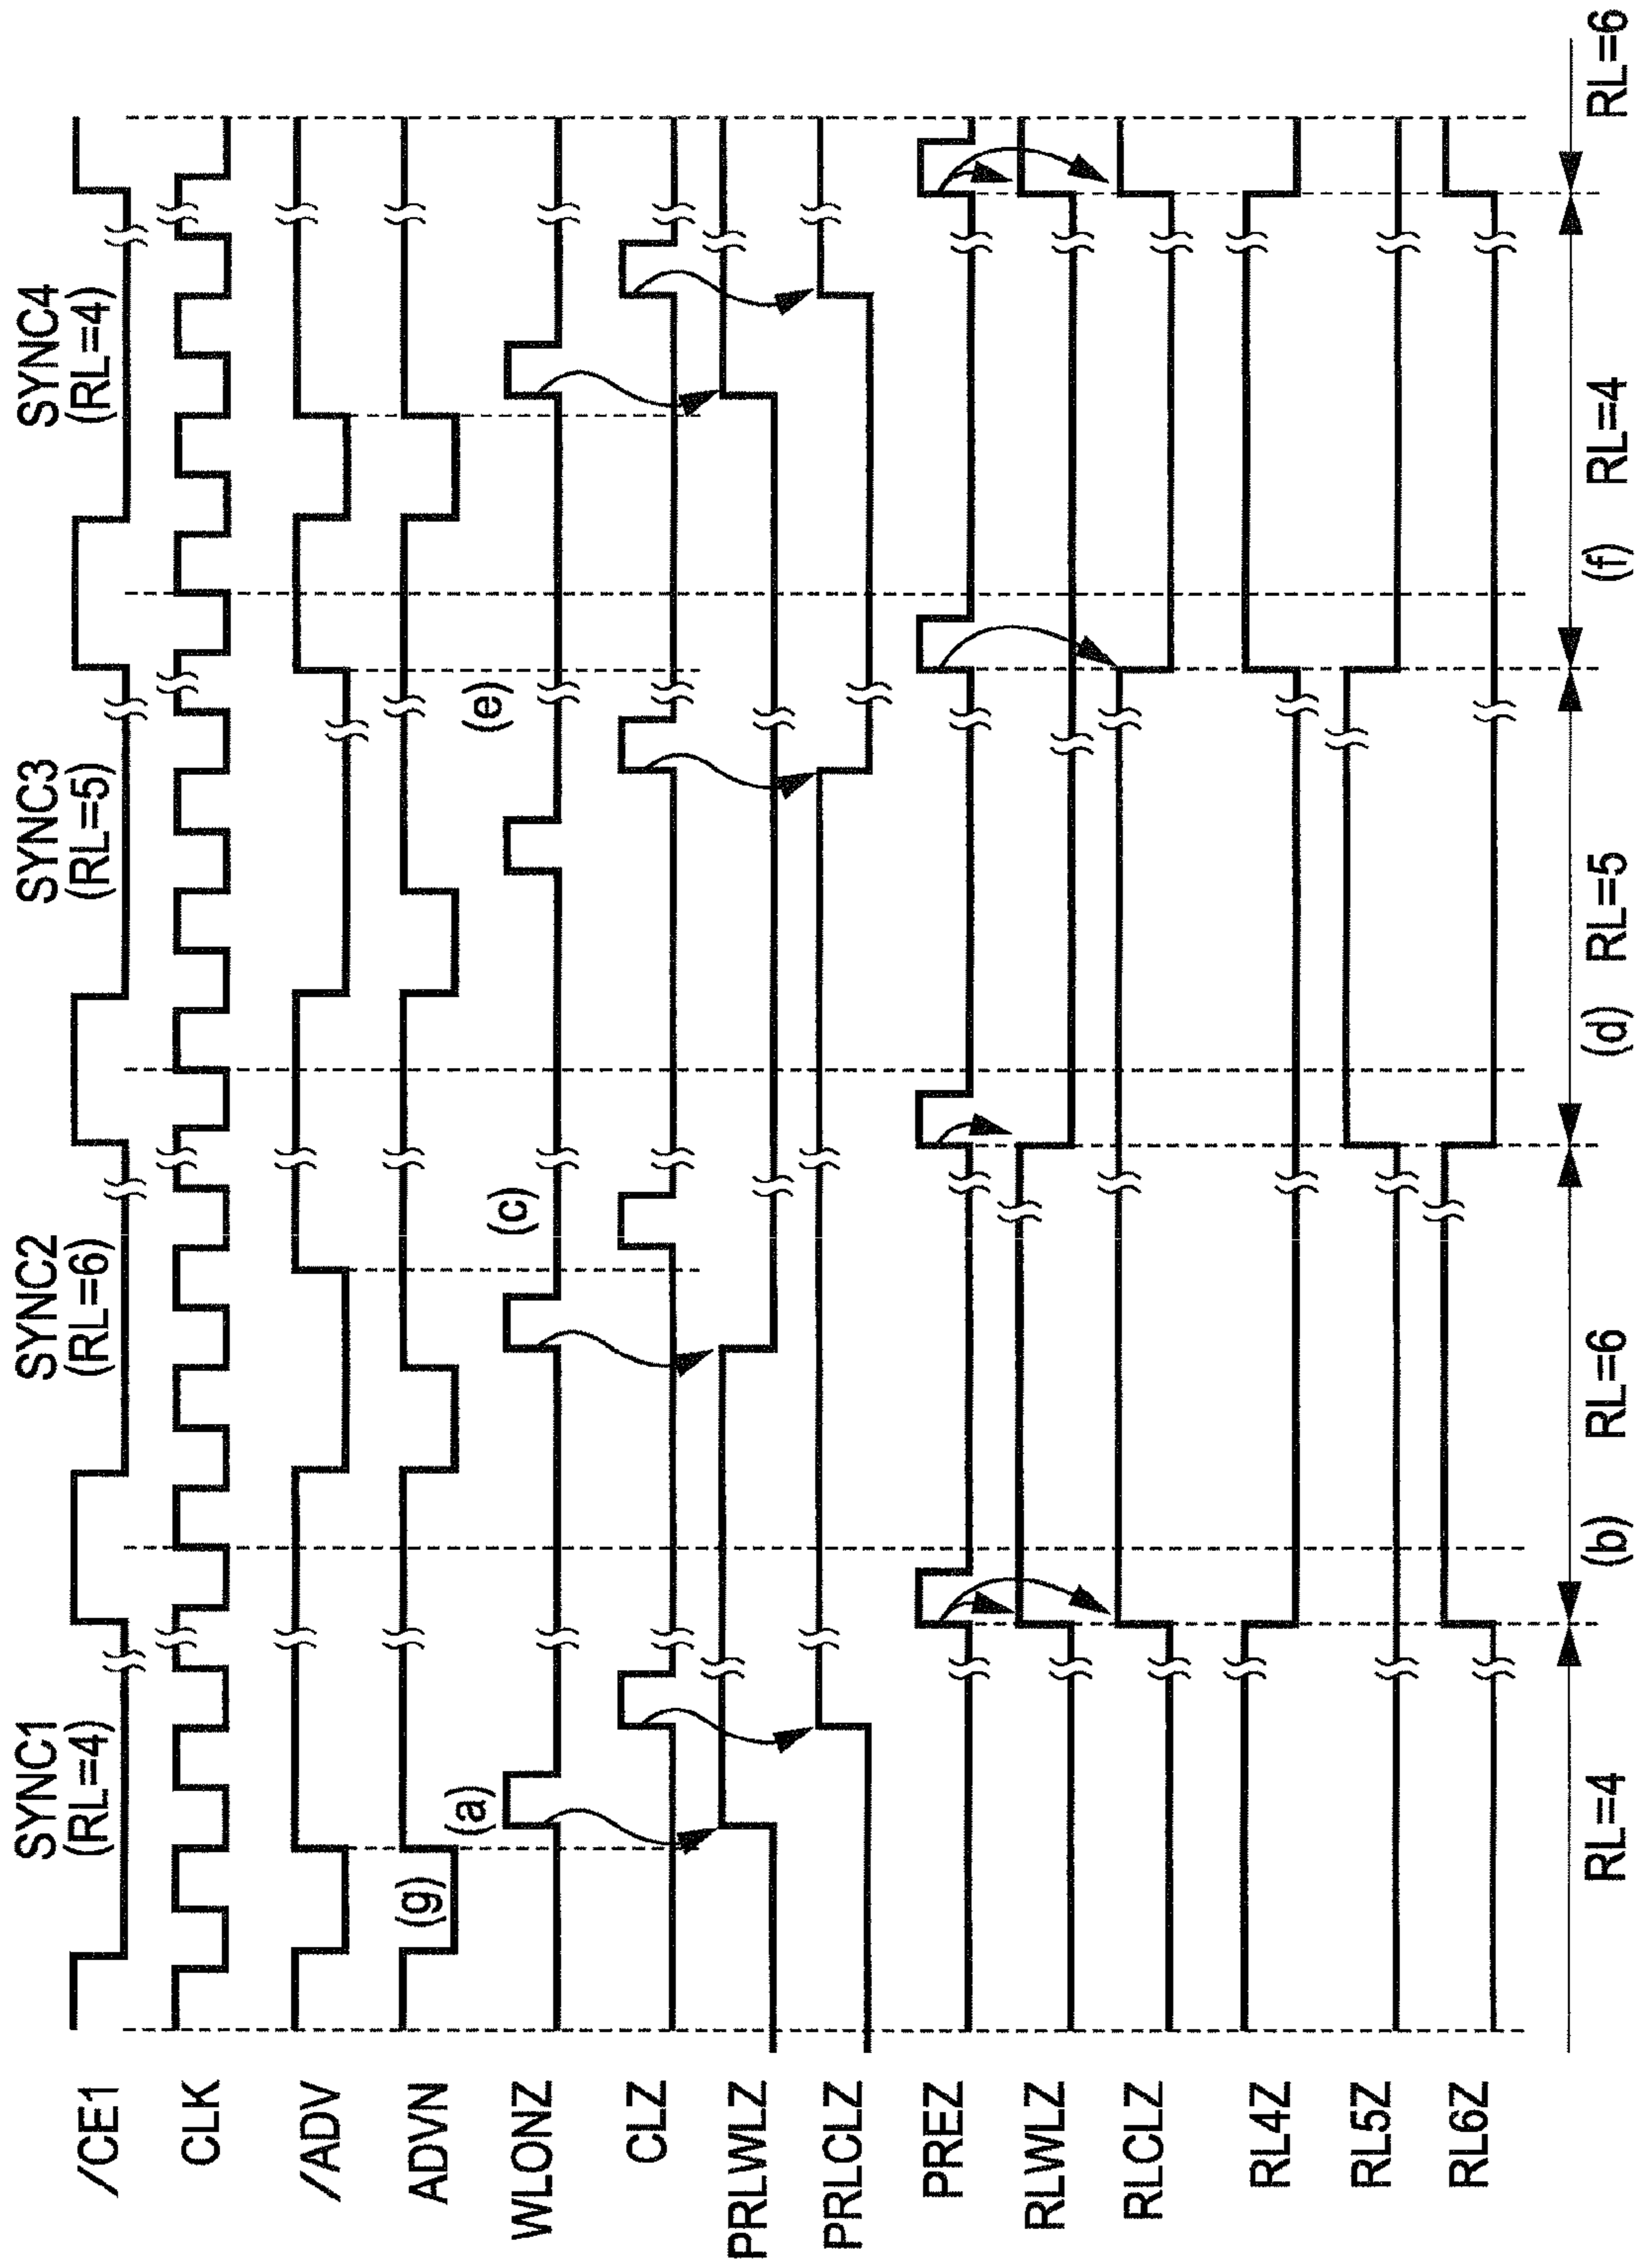 SYNC1
(RL=4)
SYNC2
(RL=6)
SYNC3
(RL=5)
SYNC4
(RL=4)
/CE1
CLK
/ADV
ADVN
(g)
WLONZ
(a)
(c)
(e)
CLZ
PRLWLZ
PRLCLZ
PREZ
RLWLZ
RLCLZ
RL4Z
RL5Z
RL6Z
RL=4
(b)
RL=6
(d)
RL=5
(f)
RL=4
RL=6